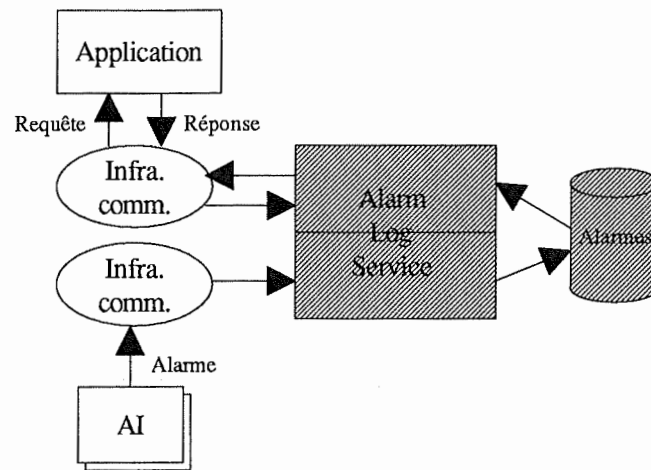 Application
Requête
Réponse
Infra.
comm.
Alarm
Log
Service
Alarmes
Infra.
comm.
Alarme
AI